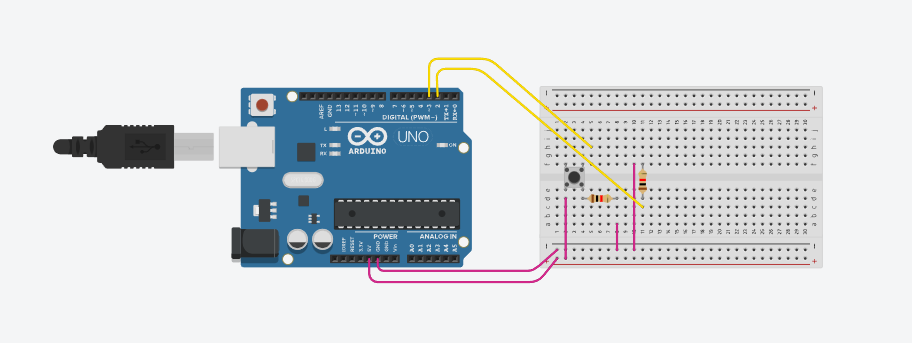 AREF
GND
13
12
~11
~10
~9
8
7
~6
~5
4
~3
2
TX→1
RX←0
DIGITAL (PWM~)
L
TX
RX
UNO
ARDUINO
ON
POWER
ANALOG IN
IOREF
RESET
3.3V
5V
GND
GND
Vin
A0
A1
A2
A3
A4
A5